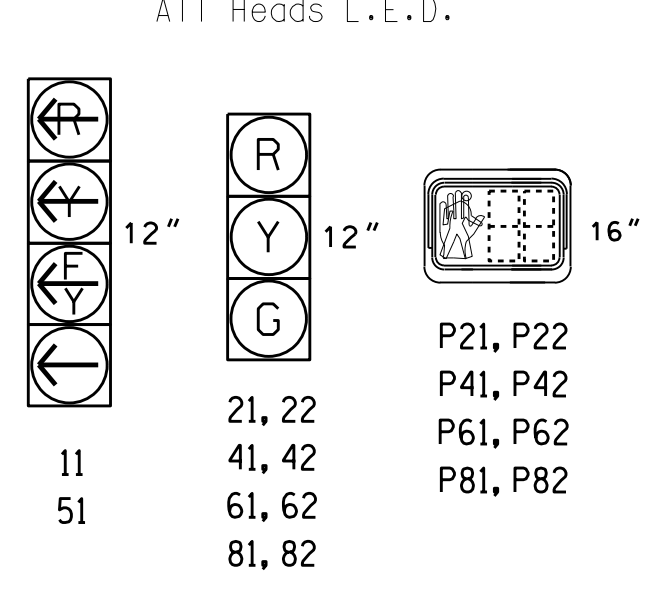 All Heads L.E.D.
R
Y
F
Y
12"
11
51
R
Y
G
12"
21, 22
41, 42
61, 62
81, 82
16"
P21, P22
P41, P42
P61, P62
P81, P82